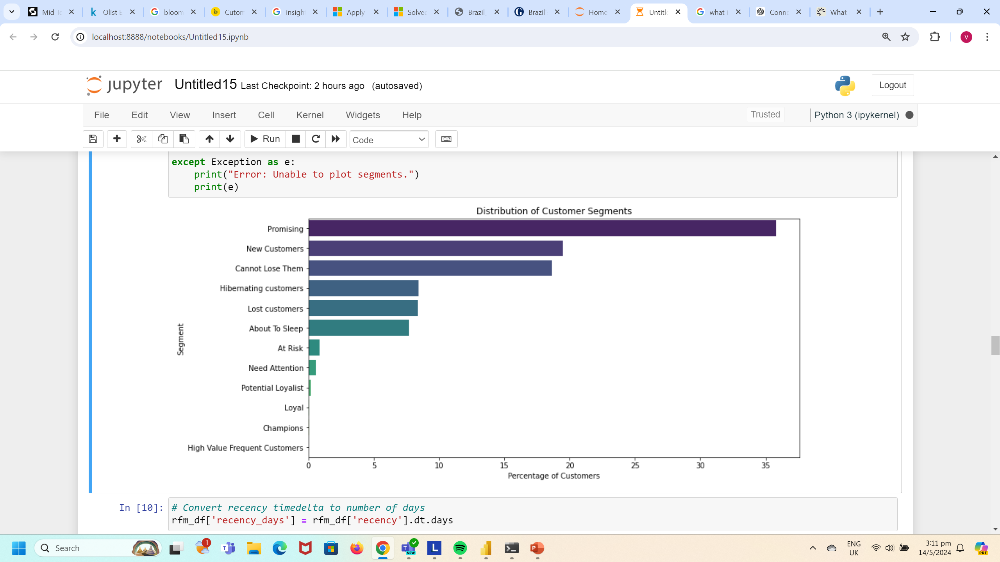 Mid Te
Olist E
bloom
Cutom
insigh
Apply
Solved
Brazil_
Brazil'
Home
Untitle
what i
Conne
What
localhost:8888/notebooks/Untitled15.ipynb
V
jupyter Untitled15 Last Checkpoint: 2 hours ago (autosaved)
Logout
File Edit View Insert Cell Kernel Widgets Help
Trusted
Python 3 (ipykernel)
Run
Code
except Exception as e:
print("Error: Unable to plot segments.")
print(e)
Distribution of Customer Segments
Promising
New Customers
Cannot Lose Them
Hibernating customers
Lost customers
About To Sleep
At Risk
Need Attention
Potential Loyalist
Loyal
Champions
High Value Frequent Customers
Segment
0 5 10 15 20 25 30 35
Percentage of Customers
In [10]:
# Convert recency timedelta to number of days
rfm_df['recency_days'] = rfm_df['recency'].dt.days
Search
1
NEW
L
P
ENG
UK
3:11 pm
14/5/2024
PRE